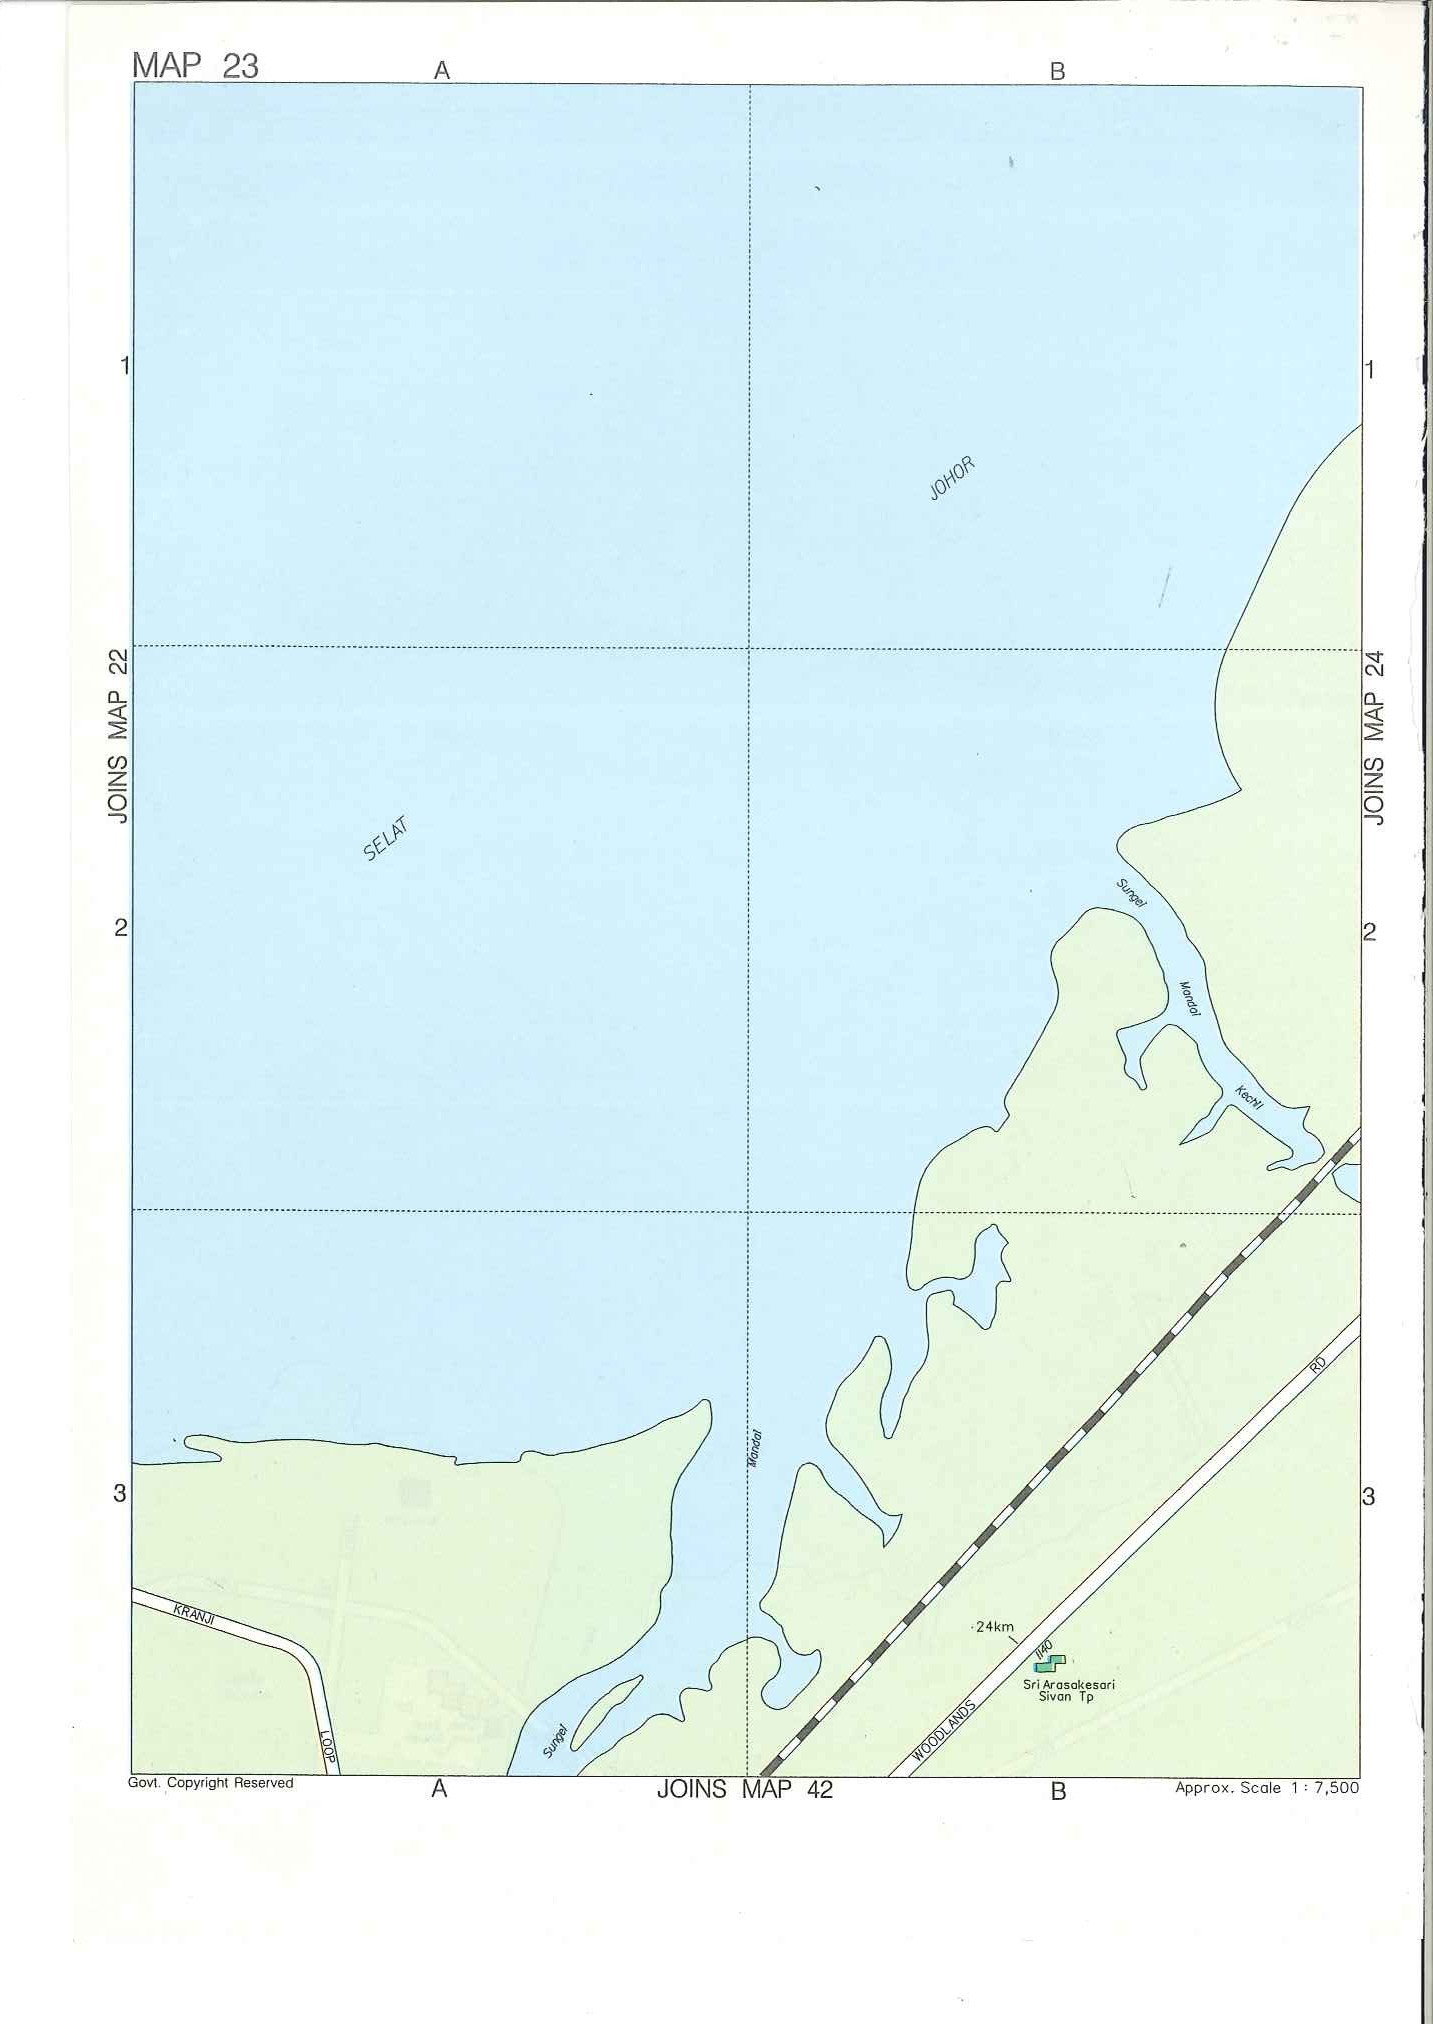 MAP 23
A
B
1
1
JOHOR
JOINS MAP 22
JOINS MAP 24
SELAT
Sungei
2
2
Mandai
Kechil
RD
Mandai
3
3
KRANJI
·24km
1140
Sri Arasakesari
Sivan Tp
WOODLANDS
LOOP
Sungei
Govt. Copyright Reserved
A
JOINS MAP 42
B
Approx. Scale 1 : 7,500